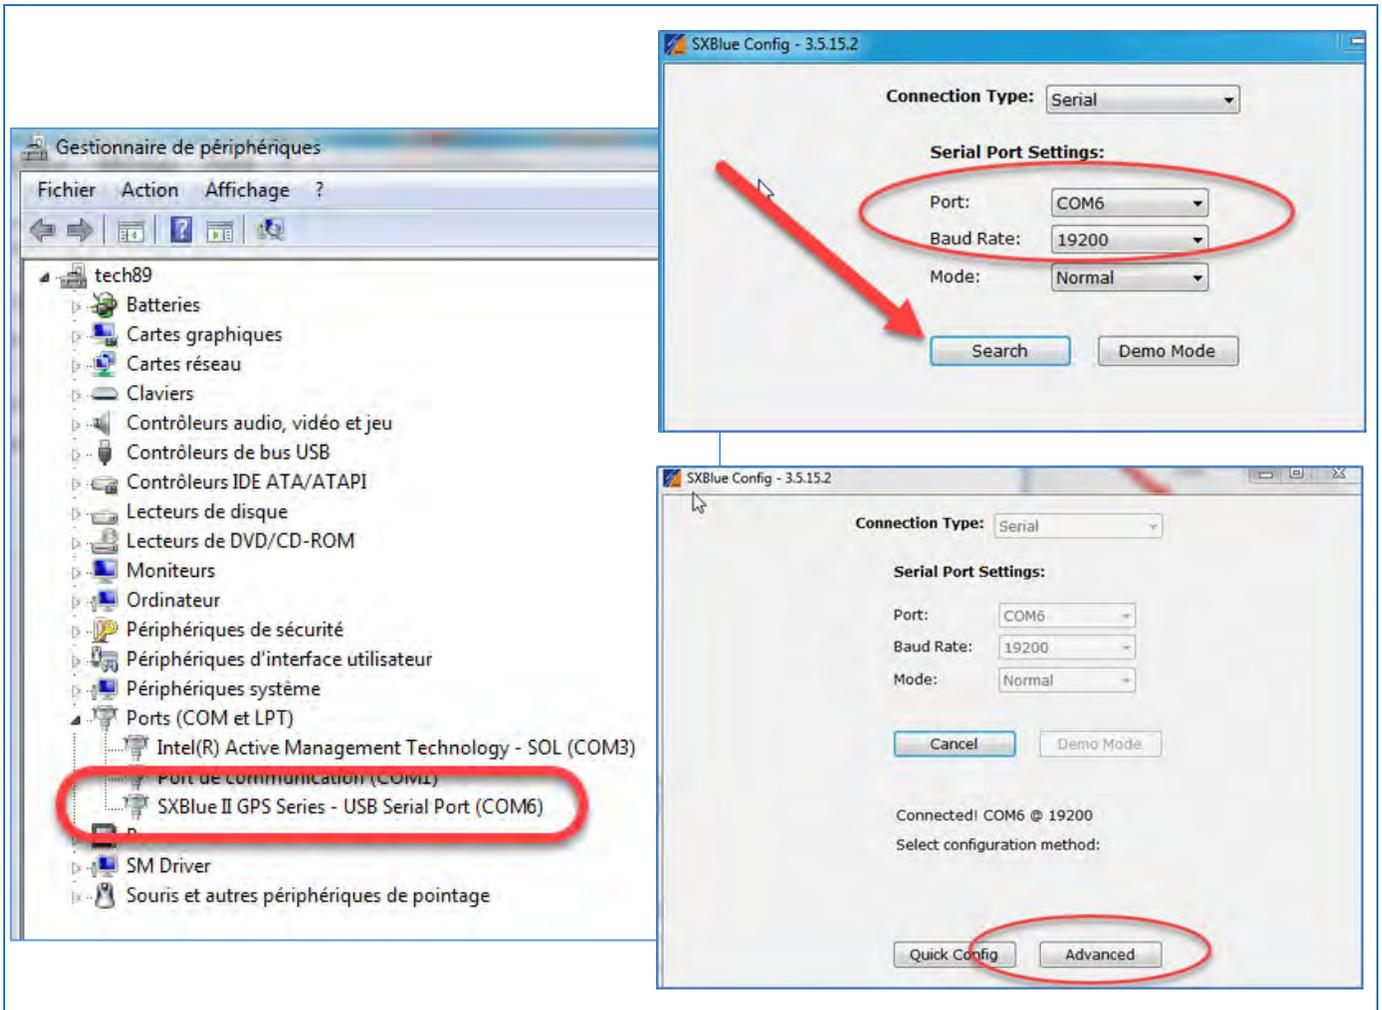 Gestionnaire de périphériques
Fichier Action Affichage ?
tech89
Batteries
Cartes graphiques
Cartes réseau
Claviers
Contrôleurs audio, vidéo et jeu
Contrôleurs de bus USB
Contrôleurs IDE ATA/ATAPI
Lecteurs de disque
Lecteurs de DVD/CD-ROM
Moniteurs
Ordinateur
Périphériques de sécurité
Périphériques d'interface utilisateur
Périphériques système
Ports (COM et LPT)
Intel(R) Active Management Technology - SOL (COM3)
Port de communication (COM1)
SXBlue II GPS Series - USB Serial Port (COM6)
SM Driver
Souris et autres périphériques de pointage
SXBlue Config - 3.5.15.2
Connection Type: Serial
Serial Port Settings:
Port: COM6
Baud Rate: 19200
Mode: Normal
Search Demo Mode
SXBlue Config - 3.5.15.2
Connection Type: Serial
Serial Port Settings:
Port: COM6
Baud Rate: 19200
Mode: Normal
Cancel Demo Mode
Connected! COM6 @ 19200
Select configuration method:
Quick Config Advanced